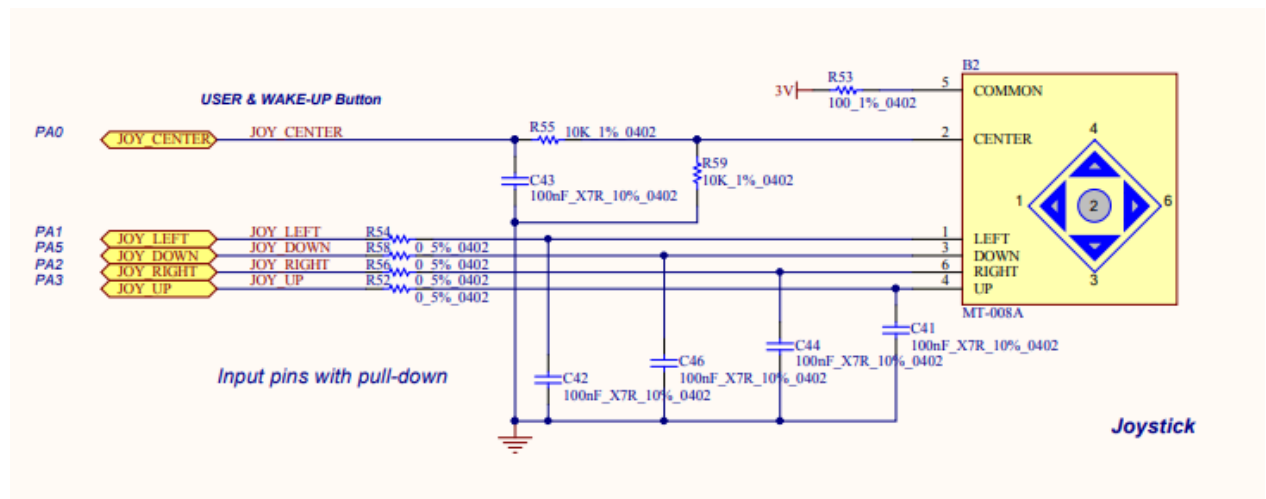 B2
R53
3V
100_1%_0402
5
COMMON
USER & WAKE-UP Button
PA0
JOY_CENTER
JOY_CENTER
R55
10K_1%_0402
2
CENTER
4
R59
10K_1%_0402
C43
100nF_X7R_10%_0402
1
2
6
PA1
JOY_LEFT
JOY_LEFT
R54
1
LEFT
PA5
JOY_DOWN
JOY_DOWN
R58
0_5%_0402
3
DOWN
PA2
JOY_RIGHT
JOY_RIGHT
R56
0_5%_0402
6
RIGHT
PA3
JOY_UP
JOY_UP
R52
0_5%_0402
4
UP
3
0_5%_0402
MT-008A
C41
100nF_X7R_10%_0402
C44
100nF_X7R_10%_0402
C46
100nF_X7R_10%_0402
C42
100nF_X7R_10%_0402
Input pins with pull-down
Joystick